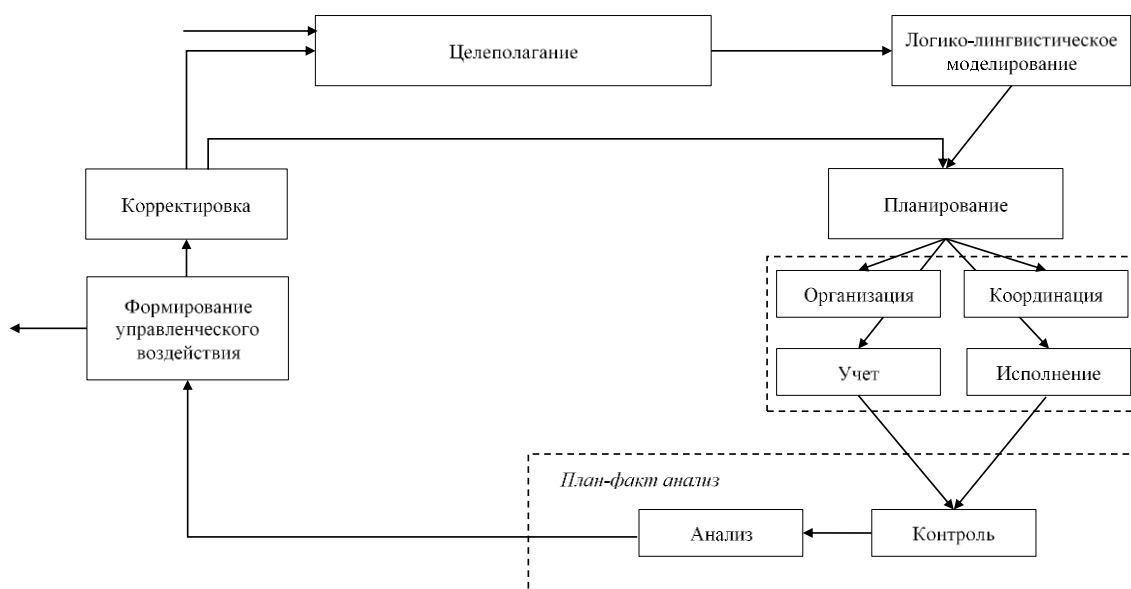 Целеполагание
Логико-лингвистическое
моделирование
Корректировка
Планирование
Организация
Координация
Формирование
управленческого
воздействия
Учет
Исполнение
План-факт анализ
Анализ
Контроль